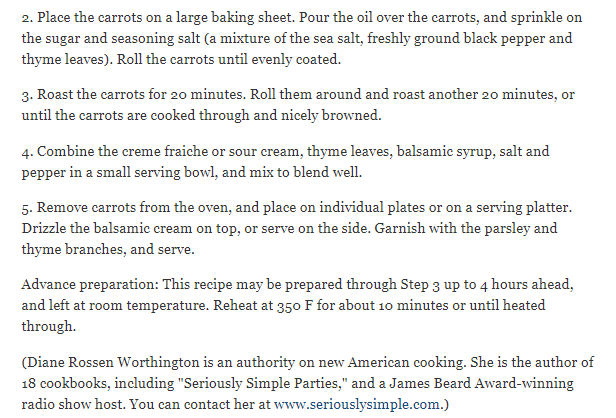 2. Place the carrots on a large baking sheet. Pour the oil over the carrots, and sprinkle on
the sugar and seasoning salt (a mixture of the sea salt, freshly ground black pepper and
thyme leaves). Roll the carrots until evenly coated.
3. Roast the carrots for 20 minutes. Roll them around and roast another 20 minutes, or
until the carrots are cooked through and nicely browned.
4. Combine the creme fraiche or sour cream, thyme leaves, balsamic syrup, salt and
pepper in a small serving bowl, and mix to blend well.
5. Remove carrots from the oven, and place on individual plates or on a serving platter.
Drizzle the balsamic cream on top, or serve on the side. Garnish with the parsley and
thyme branches, and serve.
Advance preparation: This recipe may be prepared through Step 3 up to 4 hours ahead,
and left at room temperature. Reheat at 350 F for about 10 minutes or until heated
through.
(Diane Rossen Worthington is an authority on new American cooking. She is the author of
18 cookbooks, including "Seriously Simple Parties," and a James Beard Award-winning
radio show host. You can contact her at www.seriouslysimple.com.)